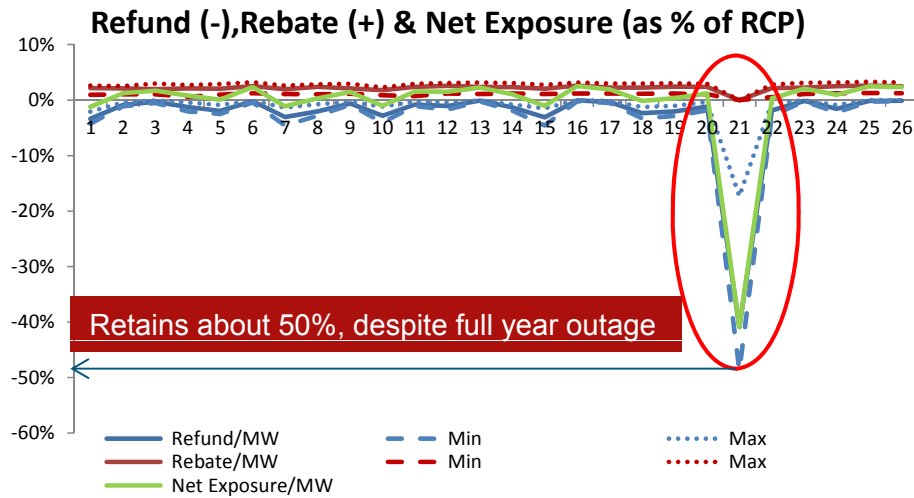 Refund (-),Rebate (+) & Net Exposure (as % of RCP)
10%
0%
1 2 3 4 5 6 7 8 9 10 11 12 13 14 15 16 17 18 19 20 21 22 23 24 25 26
-10%
-20%
-30%
-40%
Retains about 50%, despite full year outage
-50%
-60%
Refund/MW Min Max
Rebate/MW Min Max
Net Exposure/MW